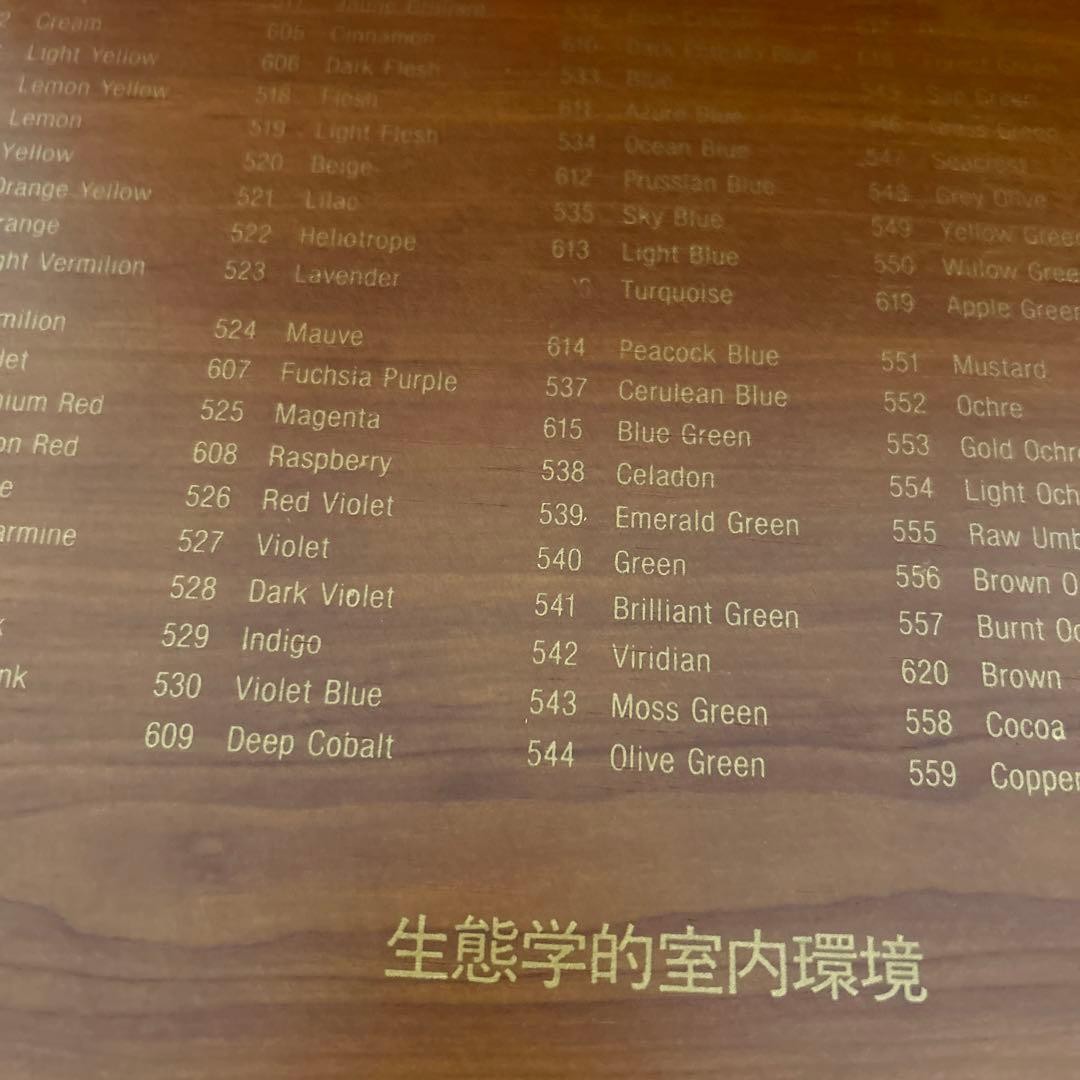 Cream
Light Yellow
Lemon Yellow
Lemon
Yellow
Orange Yellow
range
ght Vermilion
milion
let
nium Red
on Red
e
armine
k
nk
605 Cinnamon
606 Dark Flesh
518 Flesh
519 Light Flesh
520 Beige
521 Lilac
522 Heliotrope
523 Lavender
524 Mauve
607 Fuchsia Purple
525 Magenta
608 Raspberry
526 Red Violet
527 Violet
528 Dark Violet
529 Indigo
530 Violet Blue
609 Deep Cobalt
610
533 Blue
611 Azure Blue
534 Ocean Blue
612 Prussian Blue
535 Sky Blue
613 Light Blue
Turquoise
614 Peacock Blue
537 Cerulean Blue
615 Blue Green
538 Celadon
539 Emerald Green
540 Green
541 Brilliant Green
542 Viridian
543 Moss Green
544 Olive Green
Sap Green
Grass Green
547 Seacrest
548 Grey Olive
549 Yellow Gree
550 Willow Gree
619 Apple Green
551 Mustard
552 Ochre
553 Gold Ochr
554 Light Och
555 Raw Umb
556 Brown O
557 Burnt Oc
620 Brown
558 Cocoa
559 Copper
生態学的室内環境